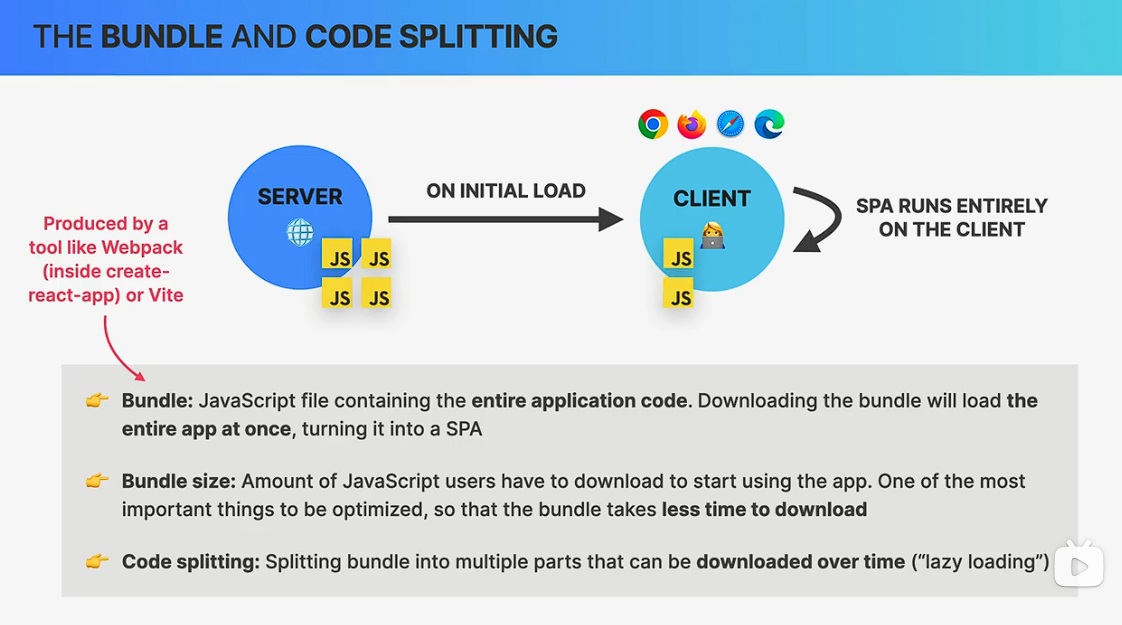 THE BUNDLE AND CODE SPLITTING
SERVER
JS JS
JS JS
ON INITIAL LOAD
CLIENT
JS
JS
SPA RUNS ENTIRELY
ON THE CLIENT
Produced by a
tool like Webpack
(inside create-
react-app) or Vite
👉 Bundle: JavaScript file containing the entire application code. Downloading the bundle will load the
entire app at once, turning it into a SPA
👉 Bundle size: Amount of JavaScript users have to download to start using the app. One of the most
important things to be optimized, so that the bundle takes less time to download
👉 Code splitting: Splitting bundle into multiple parts that can be downloaded over time (“lazy loading”)